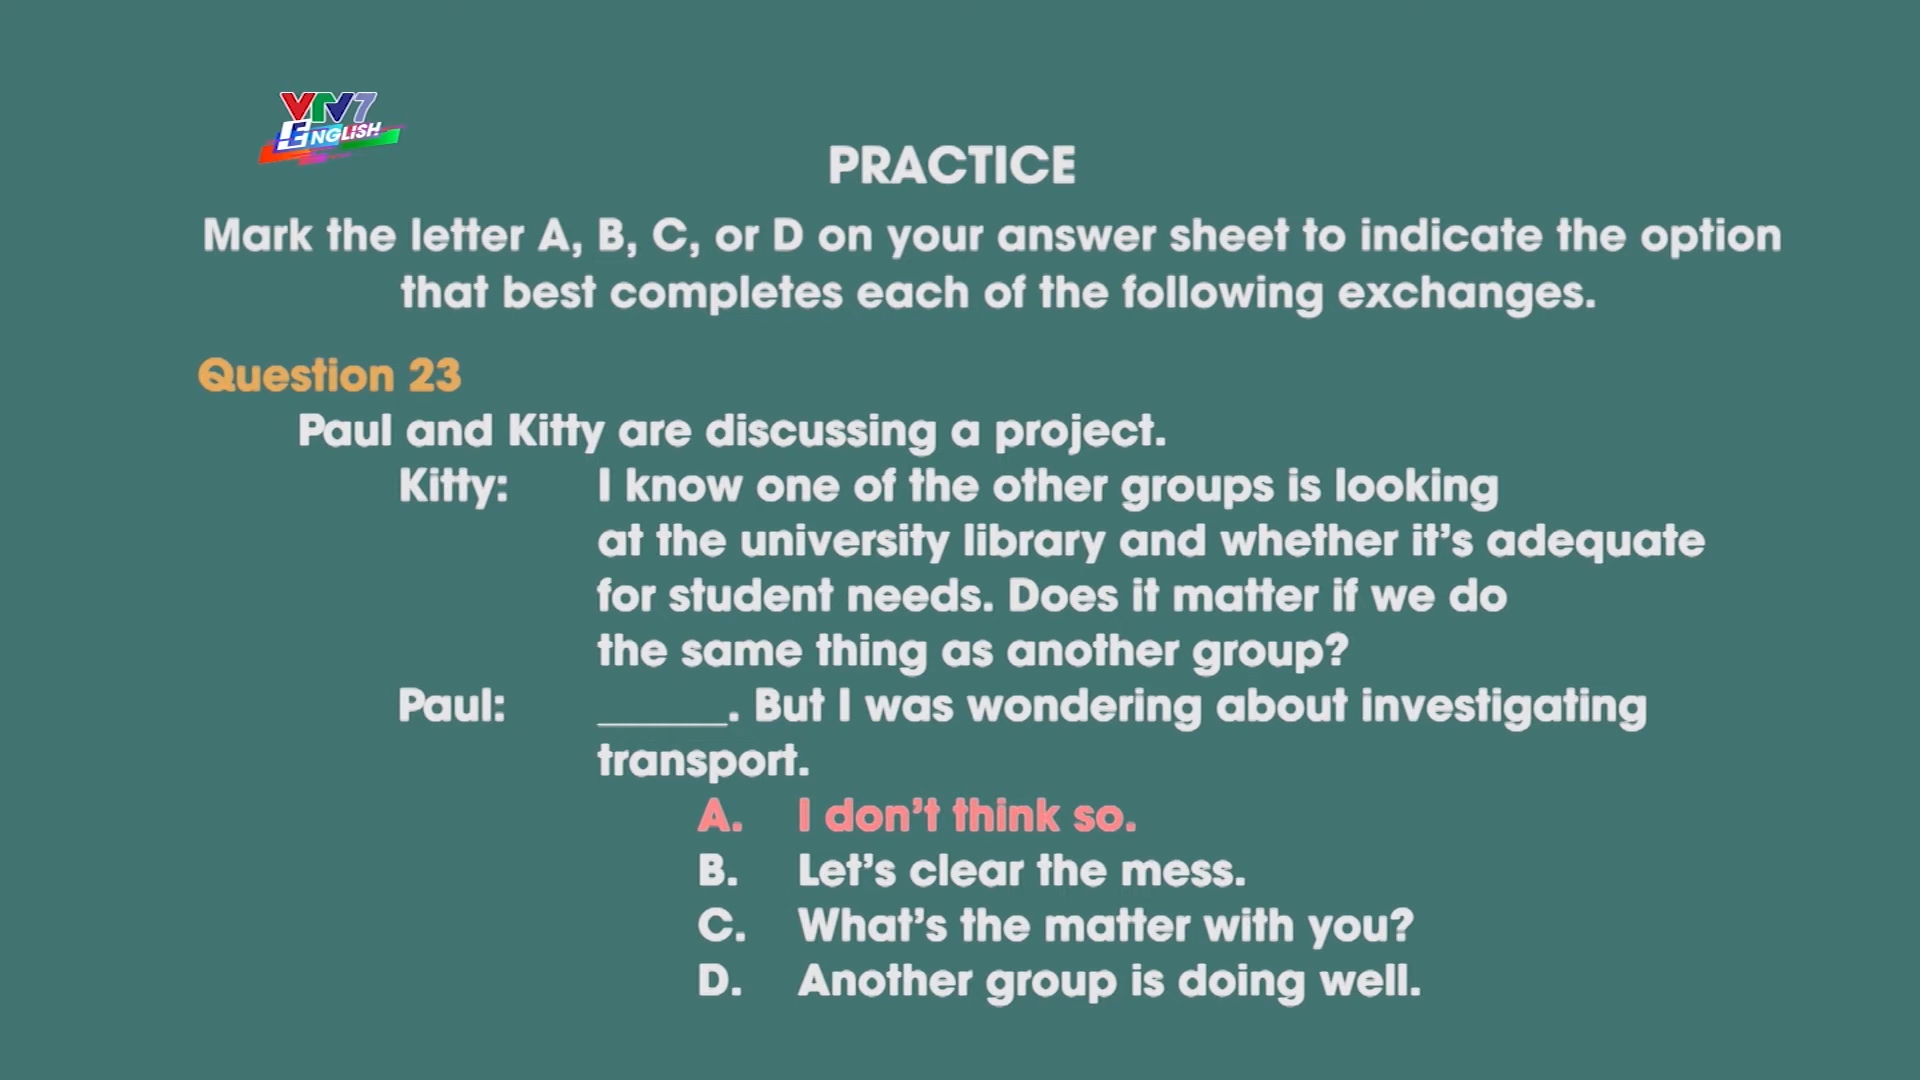 VTV7
ENGLISH
PRACTICE
Mark the letter A, B, C, or D on your answer sheet to indicate the option
that best completes each of the following exchanges.
Question 23
Paul and Kitty are discussing a project.
Kitty: I know one of the other groups is looking
at the university library and whether it's adequate
for student needs. Does it matter if we do
the same thing as another group?
Paul: ______. But I was wondering about investigating
transport.
A. I don't think so.
B. Let's clear the mess.
C. What's the matter with you?
D. Another group is doing well.